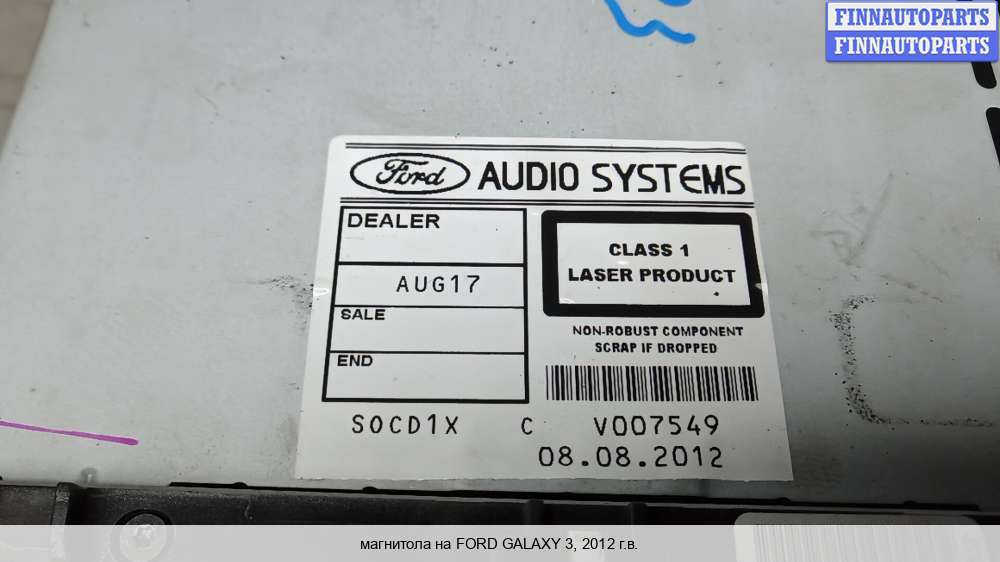 FINNAUTOPARTS
FINNAUTOPARTS
Ford AUDIO SYSTEMS
DEALER
AUG17
SALE
END
CLASS 1
LASER PRODUCT
NON-ROBUST COMPONENT
SCRAP IF DROPPED
SOCD1X C V007549
08.08.2012
магнитола на FORD GALAXY 3, 2012 г.в.